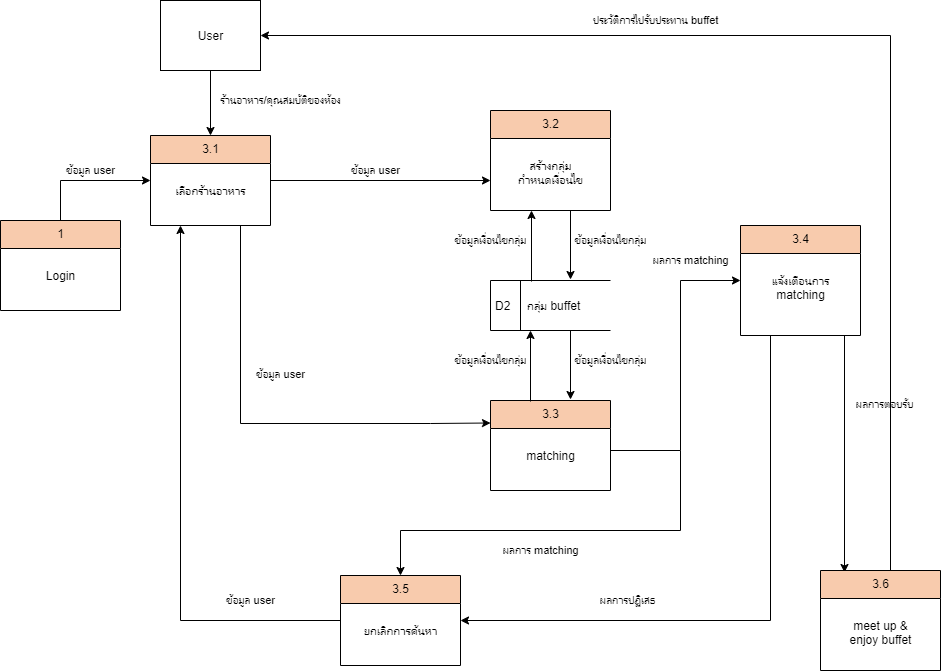 ประวัติการไปรับประทาน buffet
User
ร้านอาหาร/คุณสมบัติของห้อง
3.1
เลือกร้านอาหาร
ข้อมูล user
ข้อมูล user
3.2
สร้างกลุ่ม
กำหนดเงื่อนไข
1
Login
ข้อมูลเงื่อนไขกลุ่ม
ข้อมูลเงื่อนไขกลุ่ม
ผลการ matching
3.4
แจ้งเตือนการ
matching
D2
กลุ่ม buffet
ข้อมูลเงื่อนไขกลุ่ม
ข้อมูลเงื่อนไขกลุ่ม
ข้อมูล user
3.3
matching
ผลการตอบรับ
ผลการ matching
3.5
ยกเลิกการค้นหา
ข้อมูล user
ผลการปฏิเสธ
3.6
meet up &
enjoy buffet